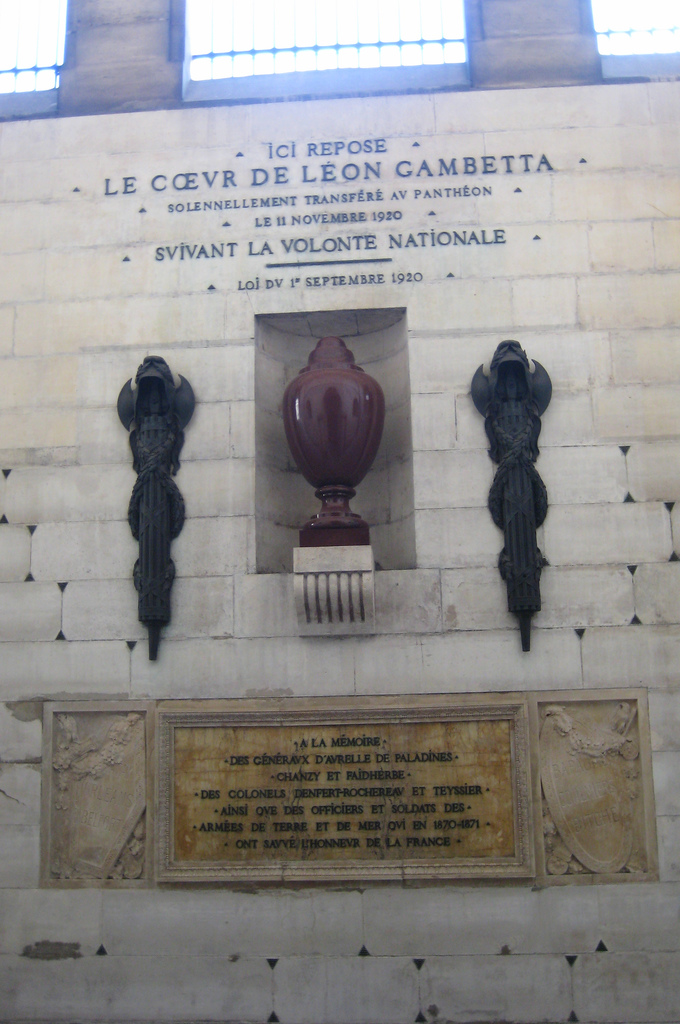 ICI REPOSE
LE CŒVR DE LÉON GAMBETTA
SOLENNELLEMENT TRANSFÉRÉ AV PANTHÉON
LE 11 NOVEMBRE 1920
SVIVANT LA VOLONTE NATIONALE
LOI DV 1ER SEPTEMBRE 1920
· A LA MÉMOIRE ·
· DES GÉNÉRAVX D'AVRELLE DE PALADINES ·
· CHANZY ET FAIDHERBE ·
· DES COLONELS DENFERT-ROCHEREAV ET TEYSSIER ·
· AINSI QVE DES OFFICIERS ET SOLDATS DES ·
· ARMÉES DE TERRE ET DE MER QVI EN 1870-1871 ·
· ONT SAVVÉ L'HONNEVR DE LA FRANCE ·